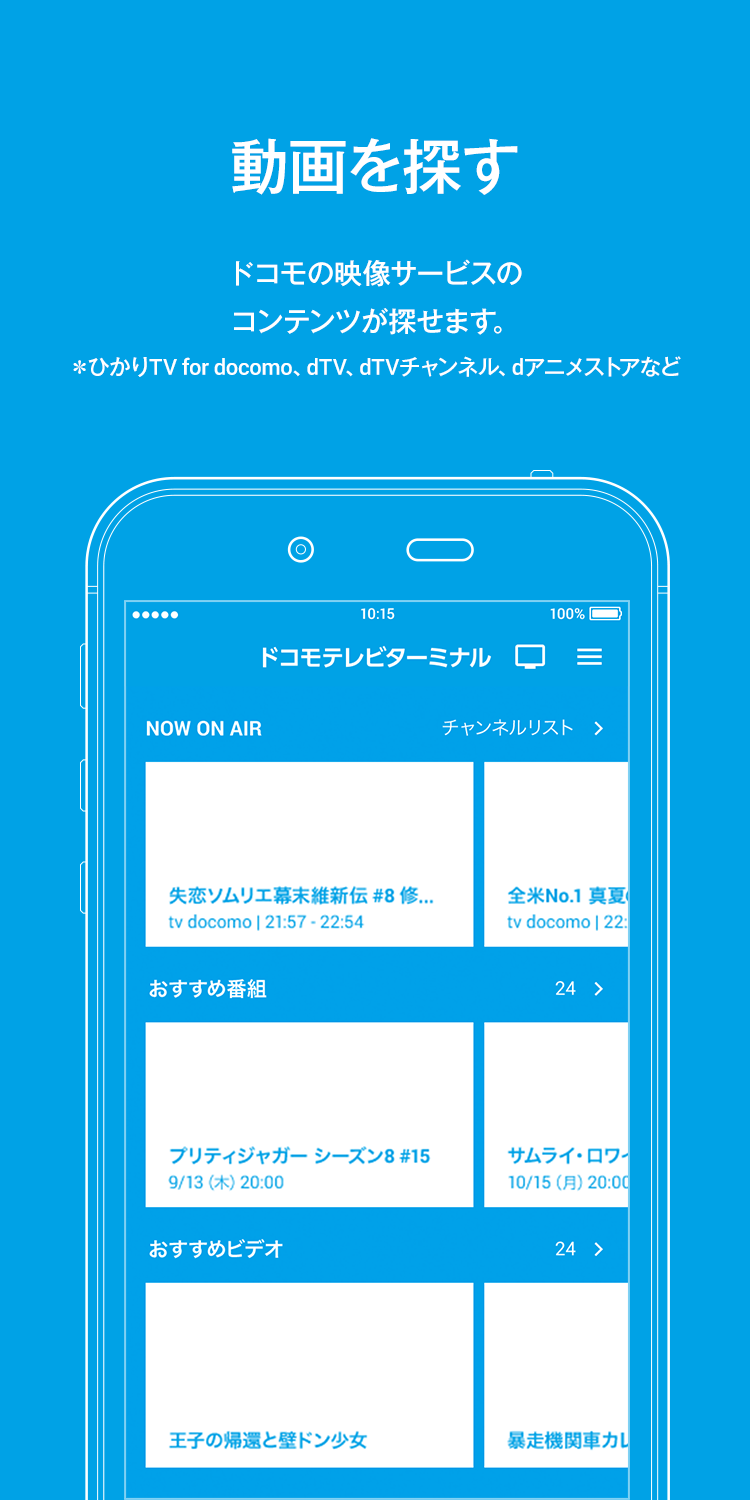 動画を探す
ドコモの映像サービスの
コンテンツが探せます。
＊ひかりTV for docomo、dTV、dTVチャンネル、dアニメストアなど
10:15 100%
ドコモテレビターミナル
NOW ON AIR チャンネルリスト
失恋ソムリエ幕末維新伝 #8 修... 全米No.1 真夏
tv docomo | 21:57 - 22:54 tv docomo | 22:
おすすめ番組 24
プリティジャガー シーズン8 #15 サムライ・ロワイ
9/13（木）20:00 10/15（月）20:00
おすすめビデオ 24
王子の帰還と壁ドン少女 暴走機関車カレ